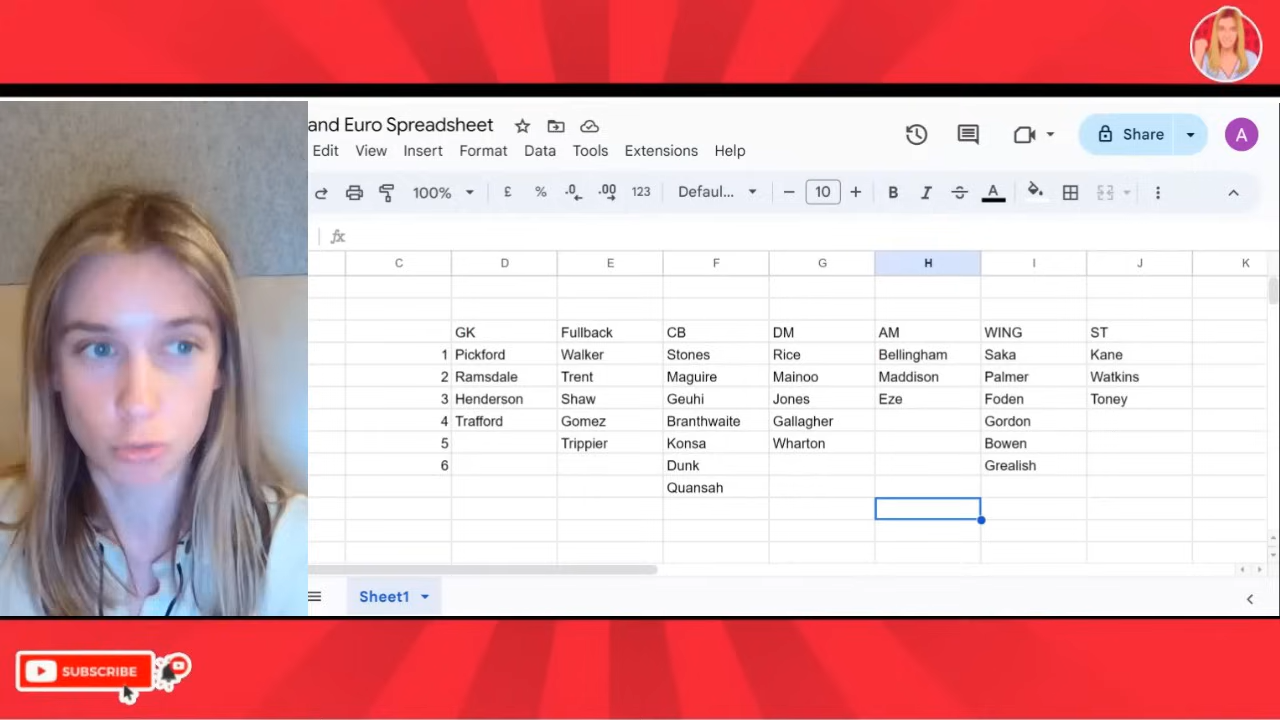 and Euro Spreadsheet
Edit View Insert Format Data Tools Extensions Help
Share
A
100% £ % .0 .00 123 Defaul... − 10 + B I S A
fx
C D E F G H I J K
GK Fullback CB DM AM WING ST
1 Pickford Walker Stones Rice Bellingham Saka Kane
2 Ramsdale Trent Maguire Mainoo Maddison Palmer Watkins
3 Henderson Shaw Geuhi Jones Eze Foden Toney
4 Trafford Gomez Branthwaite Gallagher Gordon
5 Trippier Konsa Wharton Bowen
6 Dunk Grealish
Quansah
Sheet1
SUBSCRIBE